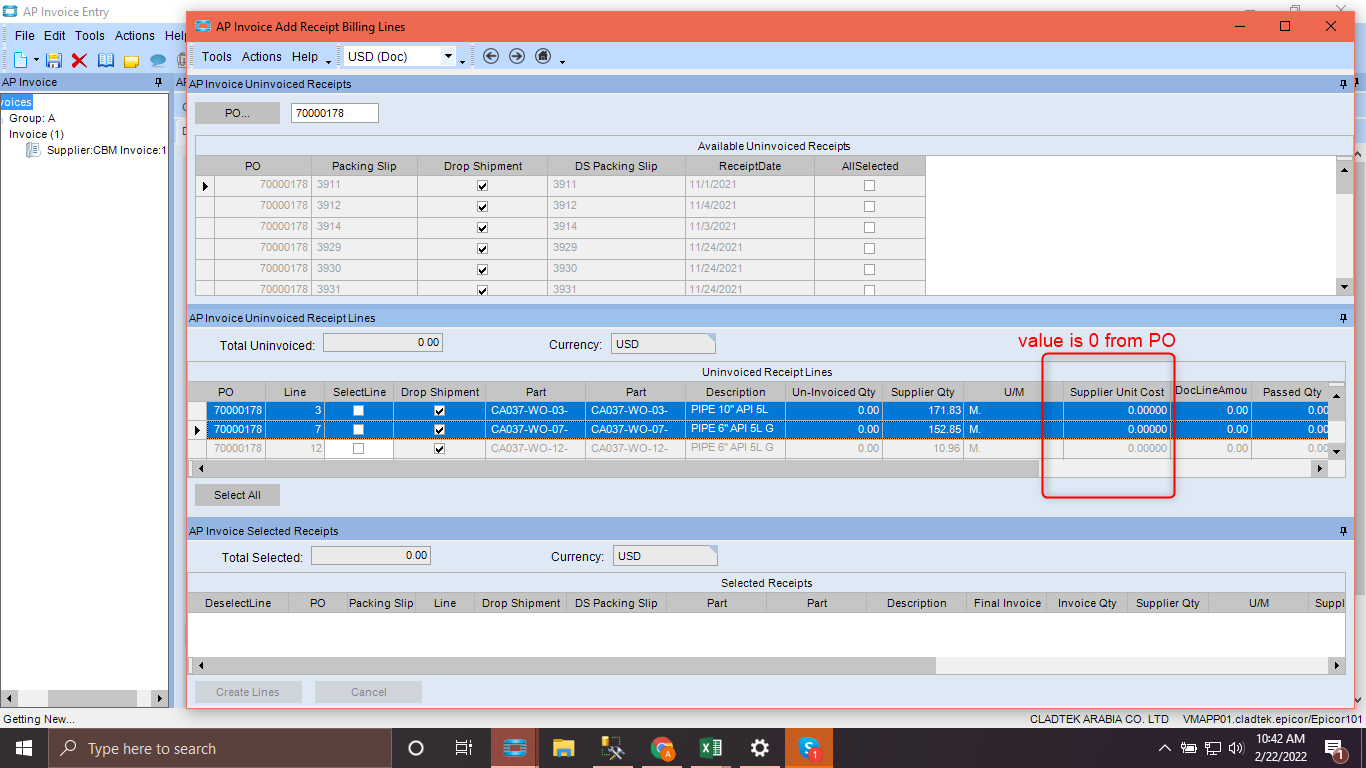 AP Invoice Entry
File Edit Tools Actions Help
AP Invoice
voices
Group: A
Invoice (1)
Supplier:CBM Invoice:1
Getting New...
AP Invoice Add Receipt Billing Lines
Tools Actions Help USD (Doc)
AP Invoice Uninvoiced Receipts
PO... 70000178
Available Uninvoiced Receipts
PO Packing Slip Drop Shipment DS Packing Slip ReceiptDate AllSelected
70000178 3911 3911 11/1/2021
70000178 3912 3912 11/4/2021
70000178 3914 3914 11/3/2021
70000178 3929 3929 11/24/2021
70000178 3930 3930 11/24/2021
70000178 3931 3931 11/24/2021
AP Invoice Uninvoiced Receipt Lines
Total Uninvoiced: 0.00 Currency: USD
value is 0 from PO
Uninvoiced Receipt Lines
PO Line SelectLine Drop Shipment Part Part Description Un-Invoiced Qty Supplier Qty U/M Supplier Unit Cost DocLineAmou Passed Qty
70000178 3 CA037-WO-03- CA037-WO-03- PIPE 10" API 5L 0.00 171.83 M. 0.00000 0.00 0.00
70000178 7 CA037-WO-07- CA037-WO-07- PIPE 6" API 5L G 0.00 152.85 M. 0.00000 0.00 0.00
70000178 12 CA037-WO-12- CA037-WO-12- PIPE 6" API 5L G 0.00 10.96 M. 0.00000 0.00 0.00
Select All
AP Invoice Selected Receipts
Total Selected: 0.00 Currency: USD
Selected Receipts
DeselectLine PO Packing Slip Line Drop Shipment DS Packing Slip Part Part Description Final Invoice Invoice Qty Supplier Qty U/M Suppl
Create Lines Cancel
CLADTEK ARABIA CO. LTD VMAPP01.cladtek.epicor/Epicor101
Type here to search
A
1
10:42 AM
2/22/2022
1